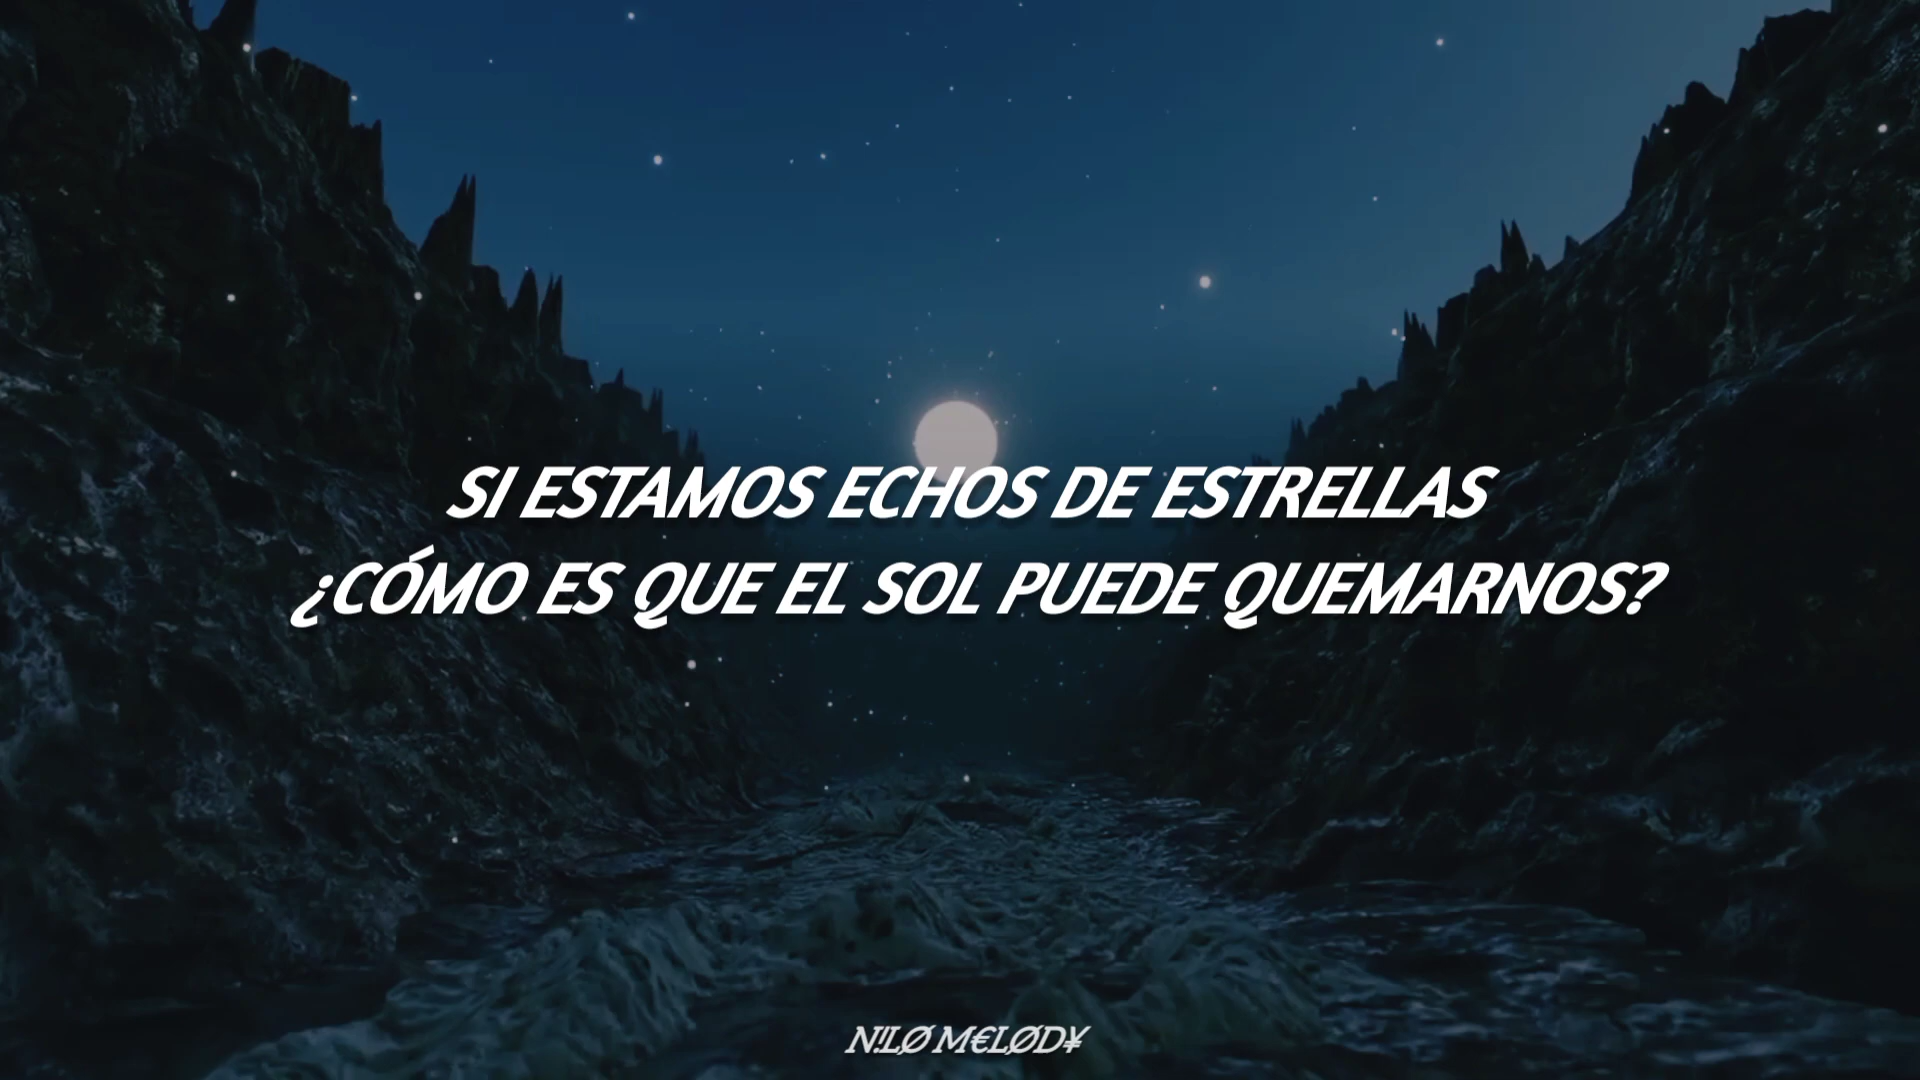 SI ESTAMOS ECHOS DE ESTRELLAS
¿CÓMO ES QUE EL SOL PUEDE QUEMARNOS?
N!LØ M€LØD¥